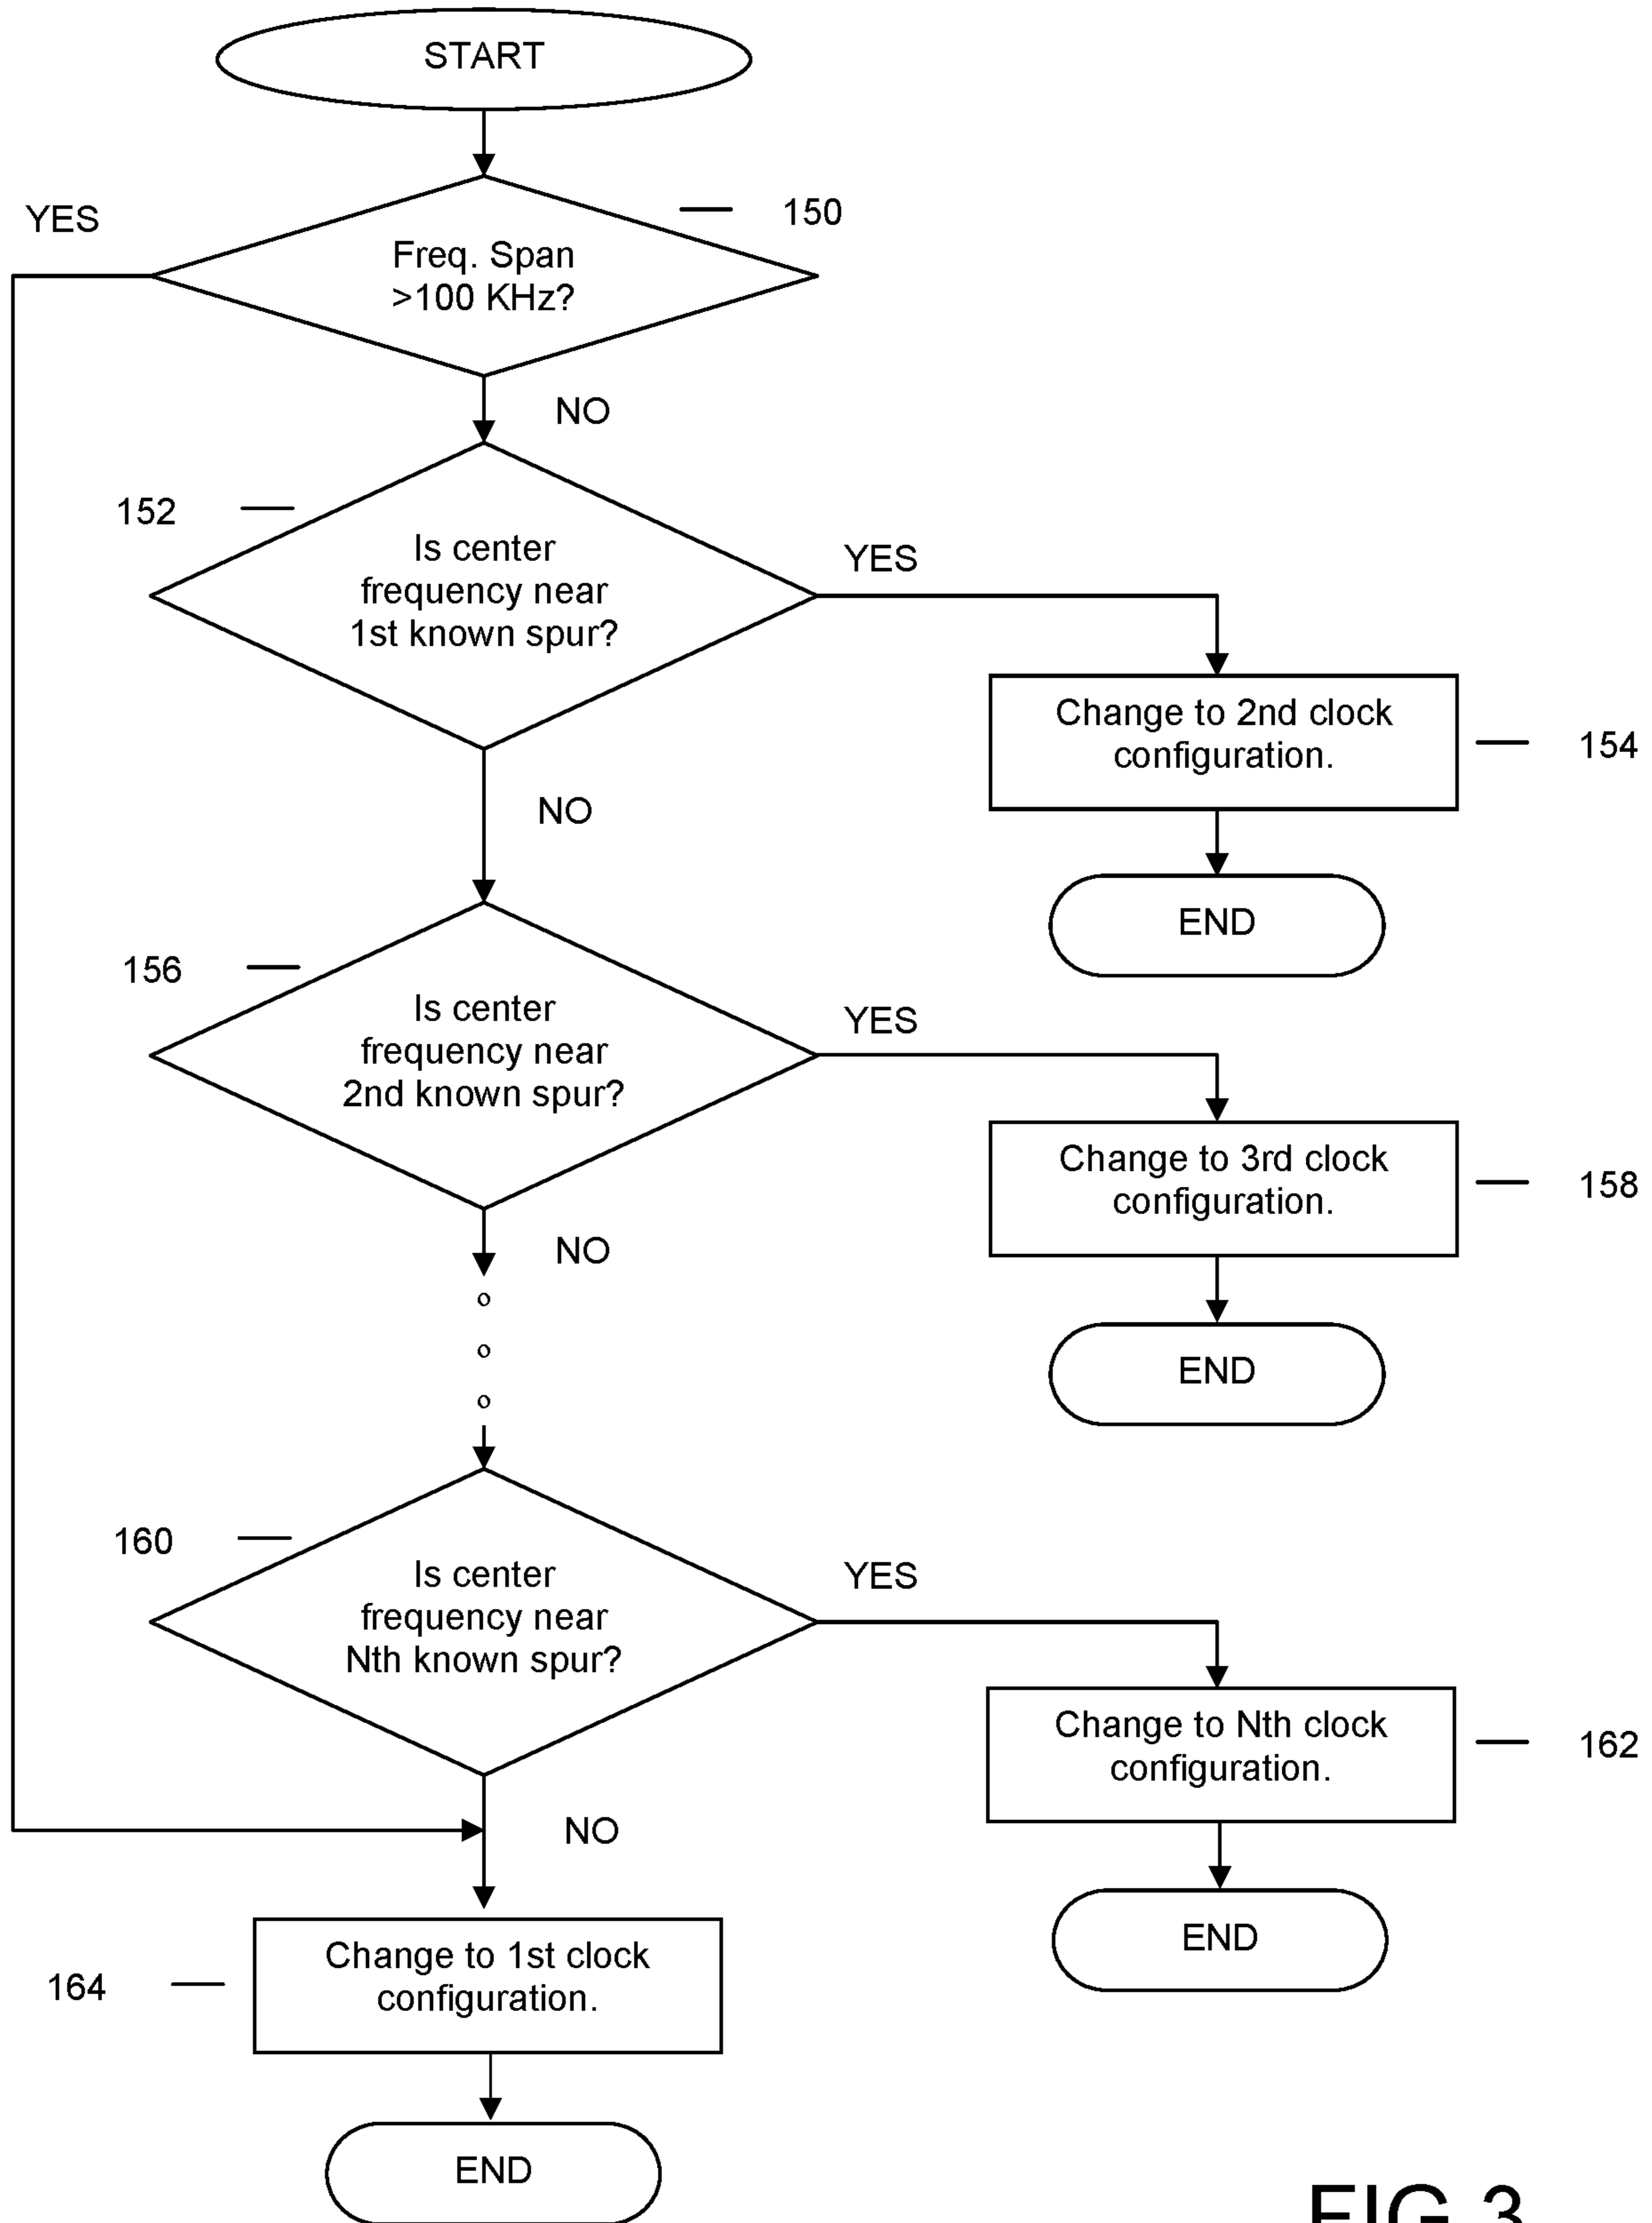 START
YES
150
Freq. Span
>100 KHz?
NO
152
Is center
frequency near
1st known spur?
YES
Change to 2nd clock
configuration.
154
NO
END
156
Is center
frequency near
2nd known spur?
YES
Change to 3rd clock
configuration.
158
NO
END
160
Is center
frequency near
Nth known spur?
YES
Change to Nth clock
configuration.
162
NO
END
164
Change to 1st clock
configuration.
END
FIG 3